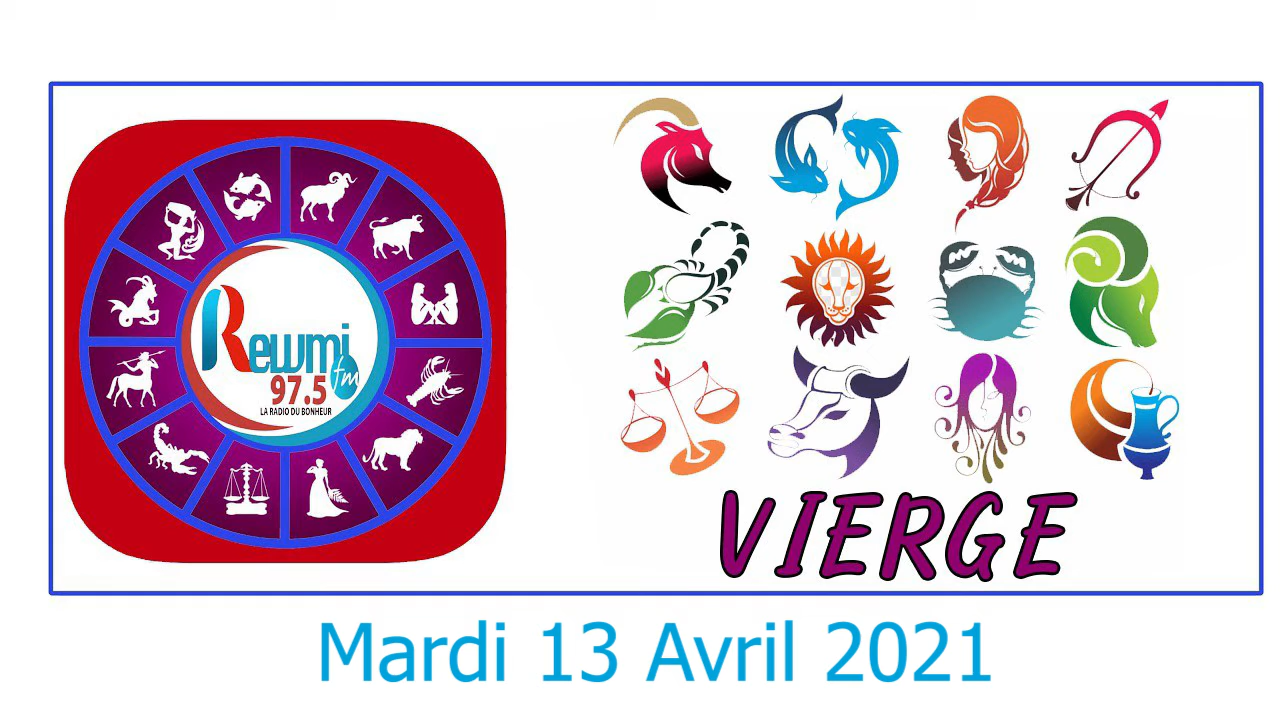 Rewmi
fm
97.5
LA RADIO DU BONHEUR
VIERGE
Mardi 13 Avril 2021